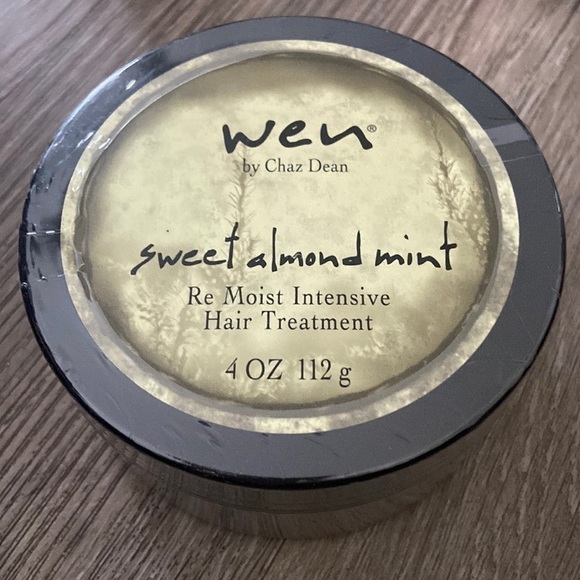 wen®
by Chaz Dean
sweet almond mint
Re Moist Intensive
Hair Treatment
4 OZ 112 g